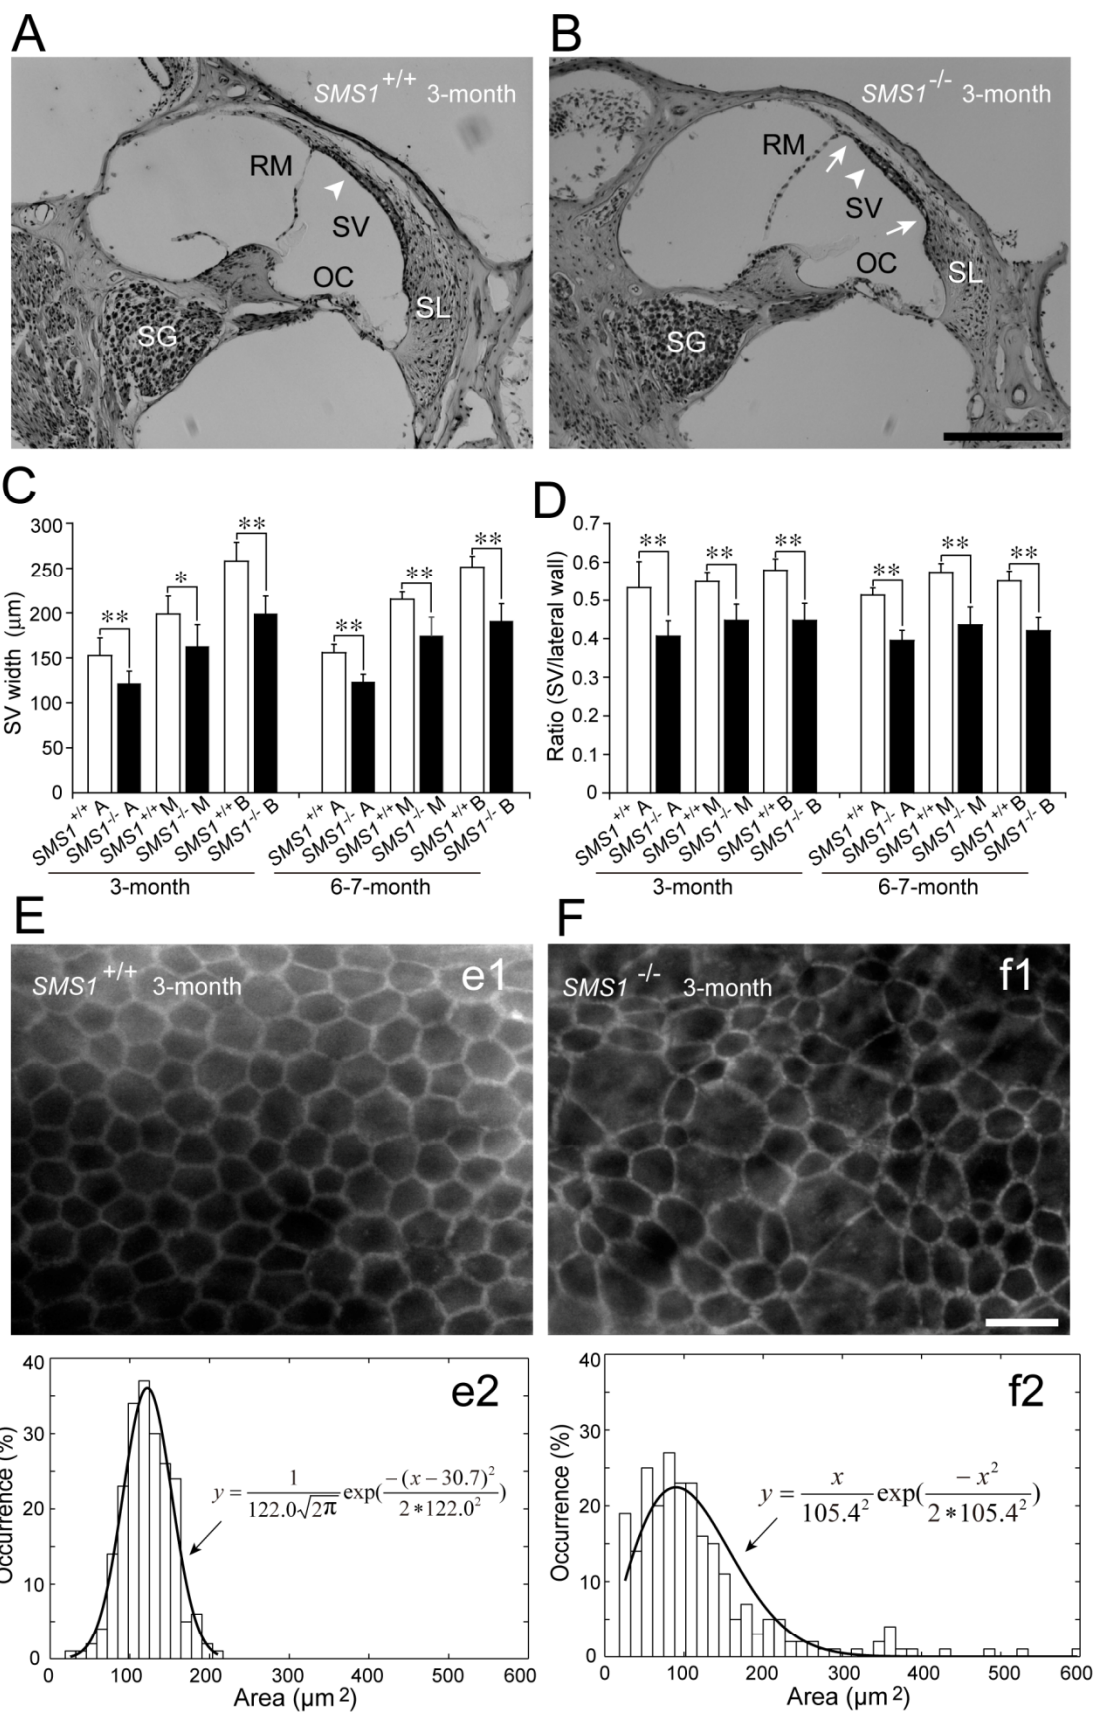 A
B
SMS1 +/+ 3-month
RM
SV
OC
SL
SG
SMS1 -/- 3-month
RM
SV
OC
SL
SG
C
SV width (μm)
300
250
200
150
100
50
0
** * ** ** ** **
SMS1+/+ A
SMS1-/- A
SMS1+/+ M
SMS1-/- M
SMS1+/+ B
SMS1-/- B
SMS1+/+ A
SMS1-/- A
SMS1+/+ M
SMS1-/- M
SMS1+/+ B
SMS1-/- B
3-month
6-7-month
D
Ratio (SV/lateral wall)
0.7
0.6
0.5
0.4
0.3
0.2
0.1
0
** ** ** ** ** **
SMS1+/+ A
SMS1-/- A
SMS1+/+ M
SMS1-/- M
SMS1+/+ B
SMS1-/- B
SMS1+/+ A
SMS1-/- A
SMS1+/+ M
SMS1-/- M
SMS1+/+ B
SMS1-/- B
3-month
6-7-month
E
SMS1 +/+ 3-month
e1
F
SMS1 -/- 3-month
f1
40
30
20
10
0
Occurrence (%)
e2
y = 1 / (122.0√2π) exp( -(x-30.7)² / (2*122.0²) )
0 100 200 300 400 500 600
Area (μm²)
40
30
20
10
0
Occurrence (%)
f2
y = x / 105.4² exp( -x² / (2*105.4²) )
0 100 200 300 400 500 600
Area (μm²)